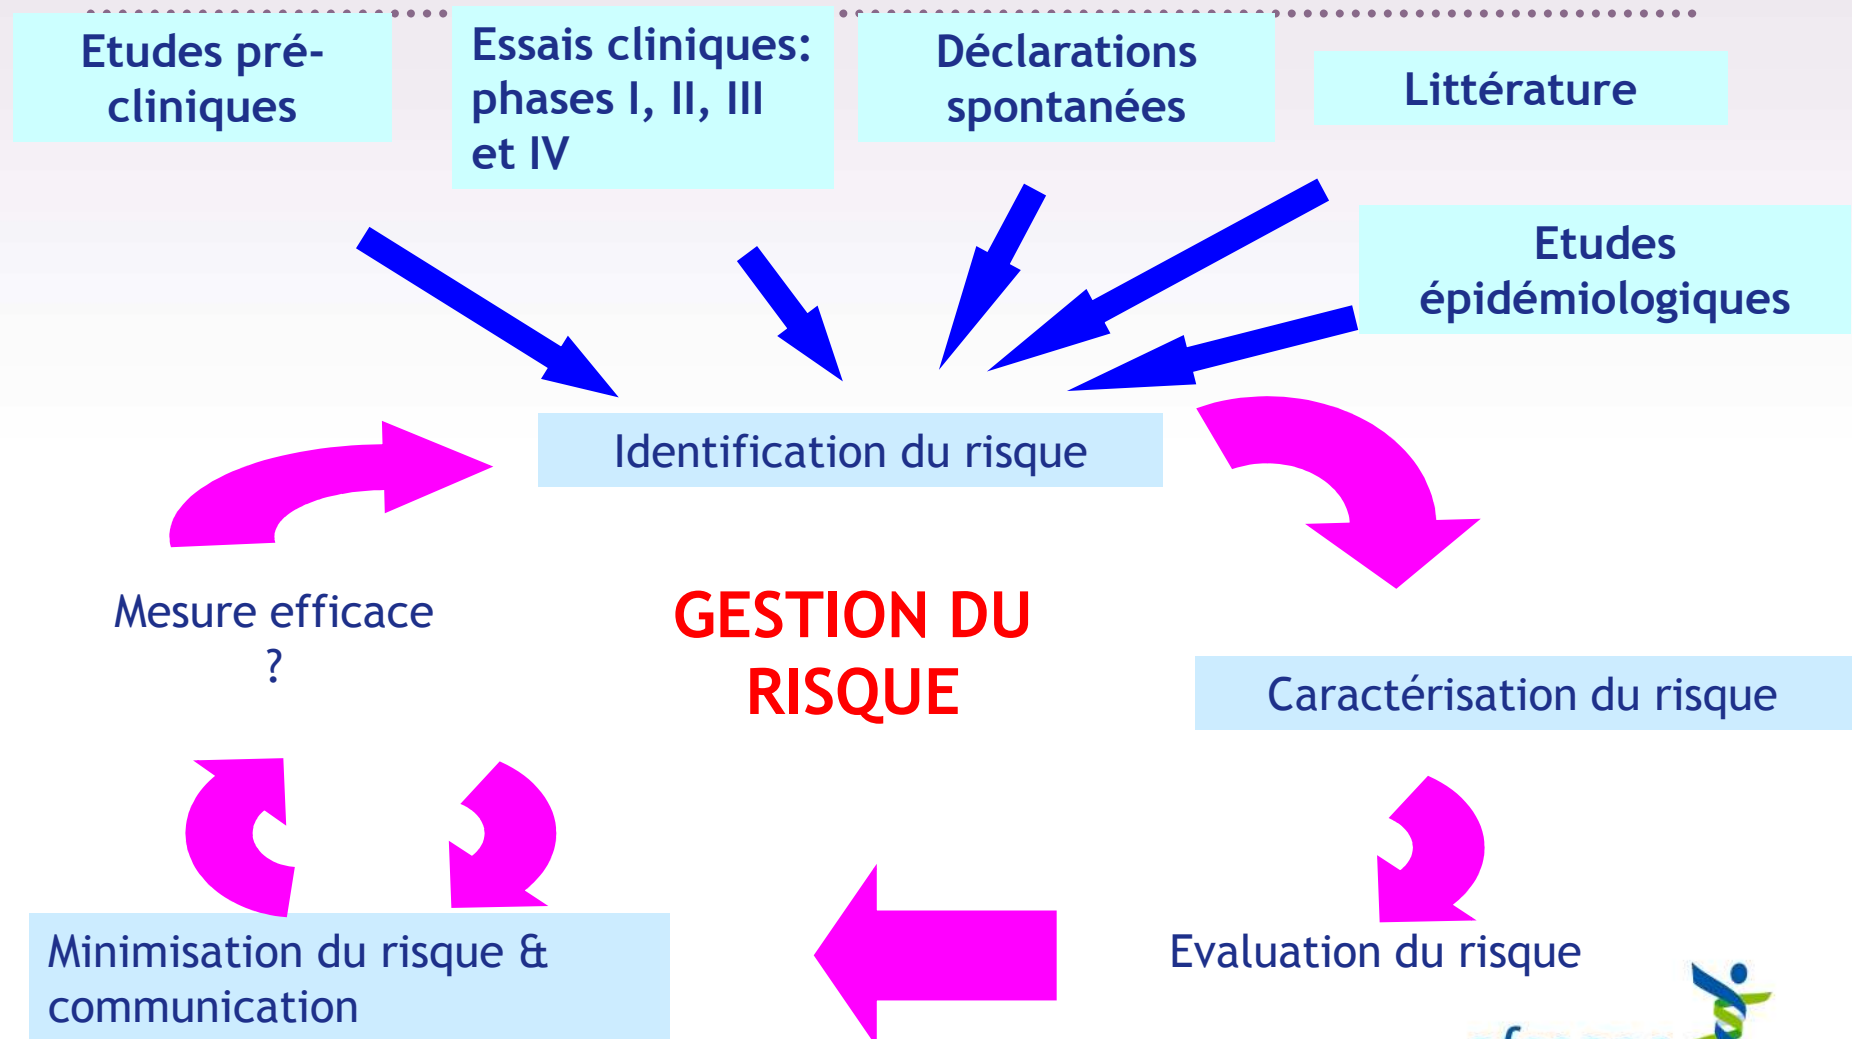 Etudes pré-
cliniques
Essais cliniques:
phases I, II, III
et IV
Déclarations
spontanées
Littérature
Etudes
épidémiologiques
Identification du risque
Mesure efficace
?
GESTION DU
RISQUE
Caractérisation du risque
Minimisation du risque &
communication
Evaluation du risque